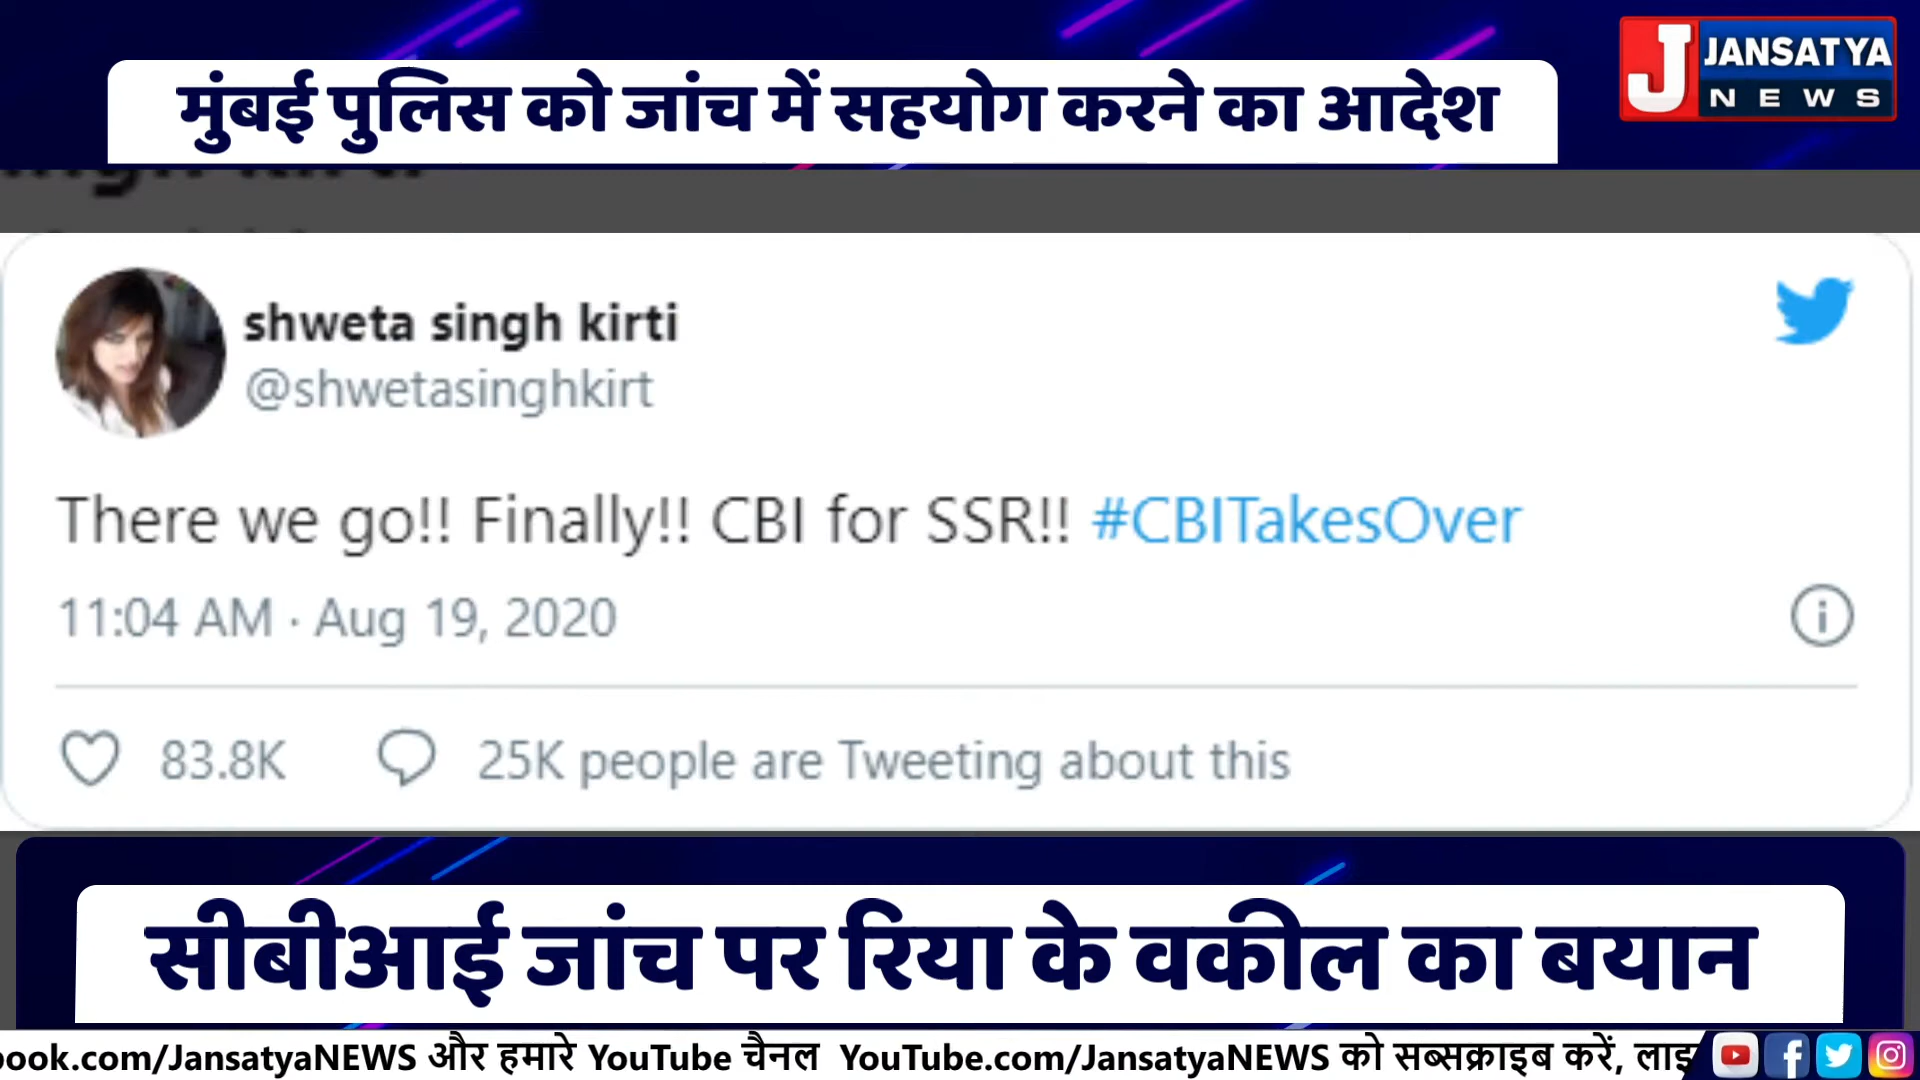 मुंबई पुलिस को जांच में सहयोग करने का आदेश
J JANSATYA
NEWS
shweta singh kirti
@shwetasinghkirt
There we go!! Finally!! CBI for SSR!! #CBITakesOver
11:04 AM · Aug 19, 2020
83.8K 25K people are Tweeting about this
सीबीआई जांच पर रिया के वकील का बयान
ook.com/JansatyaNEWS और हमारे YouTube चैनल YouTube.com/JansatyaNEWS को सब्सक्राइब करें, लाइ